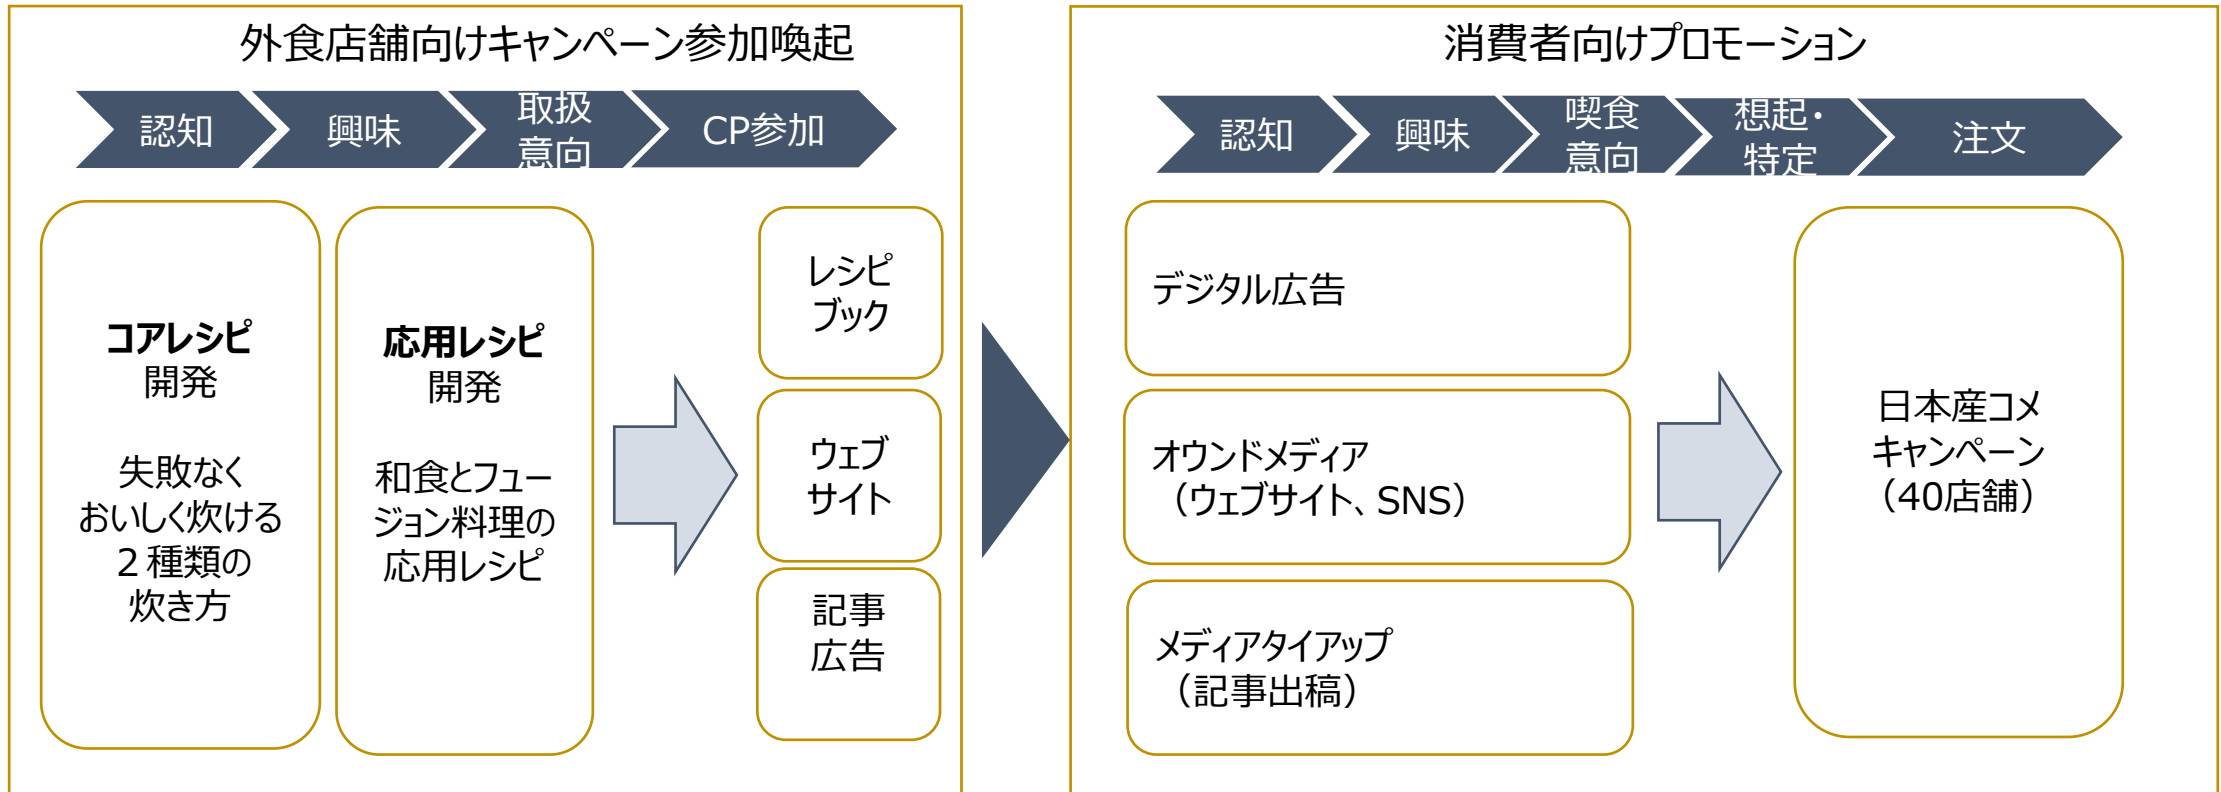 外食店舗向けキャンペーン参加喚起
認知
興味
取扱
意向
CP参加
コアレシピ
開発
失敗なく
おいしく炊ける
２種類の
炊き方
応用レシピ
開発
和食とフュー
ジョン料理の
応用レシピ
レシピ
ブック
ウェブ
サイト
記事
広告
消費者向けプロモーション
認知
興味
喫食
意向
想起・
特定
注文
デジタル広告
オウンドメディア
（ウェブサイト、SNS）
メディアタイアップ
（記事出稿）
日本産コメ
キャンペーン
（40店舗）